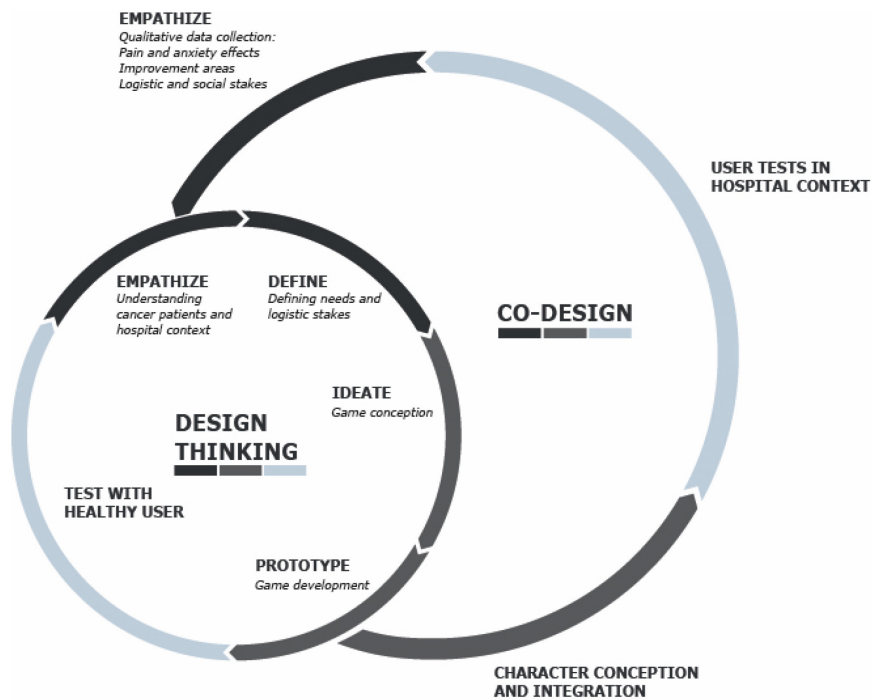 EMPATHIZE
Qualitative data collection:
Pain and anxiety effects
Improvement areas
Logistic and social stakes
USER TESTS IN
HOSPITAL CONTEXT
EMPATHIZE
Understanding
cancer patients and
hospital context
DEFINE
Defining needs and
logistic stakes
CO-DESIGN
IDEATE
Game conception
DESIGN
THINKING
TEST WITH
HEALTHY USER
PROTOTYPE
Game development
CHARACTER CONCEPTION
AND INTEGRATION